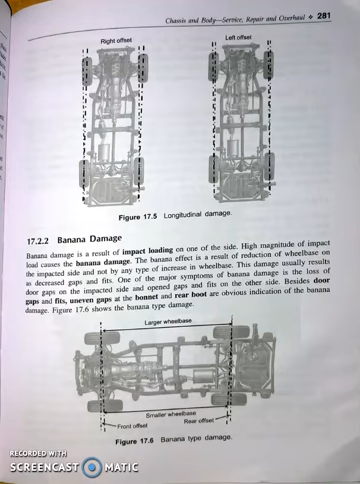 Chassis and Body—Service, Repair and Overhaul ❖ 281
Right offset
Left offset
Figure 17.5 Longitudinal damage.
17.2.2 Banana Damage
Banana damage is a result of impact loading on one of the side. High magnitude of impact
load causes the banana damage. The banana effect is a result of reduction of wheelbase on
the impacted side and not by any type of increase in wheelbase. This damage usually results
as decreased gaps and fits. One of the major symptoms of banana damage is the loss of
door gaps on the impacted side and opened gaps and fits on the other side. Besides door
gaps and fits, uneven gaps at the bonnet and rear boot are obvious indication of the banana
damage. Figure 17.6 shows the banana type damage.
Larger wheelbase
Smaller wheelbase
Rear offset
Front offset
Figure 17.6 Banana type damage.
RECORDED WITH
SCREENCAST MATIC